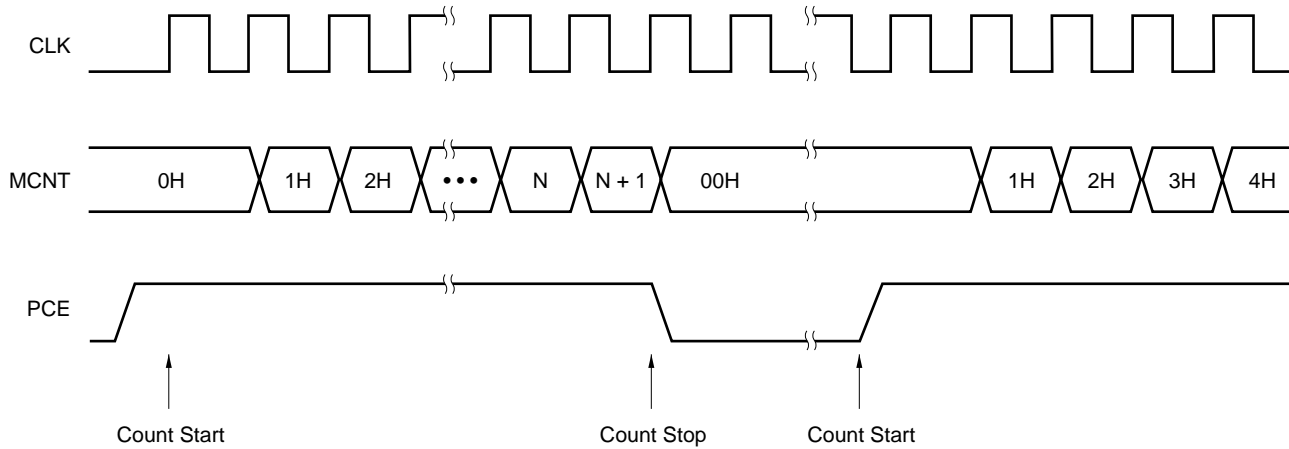 CLK
MCNT 0H 1H 2H ••• N N + 1 00H 1H 2H 3H 4H
PCE
Count Start Count Stop Count Start